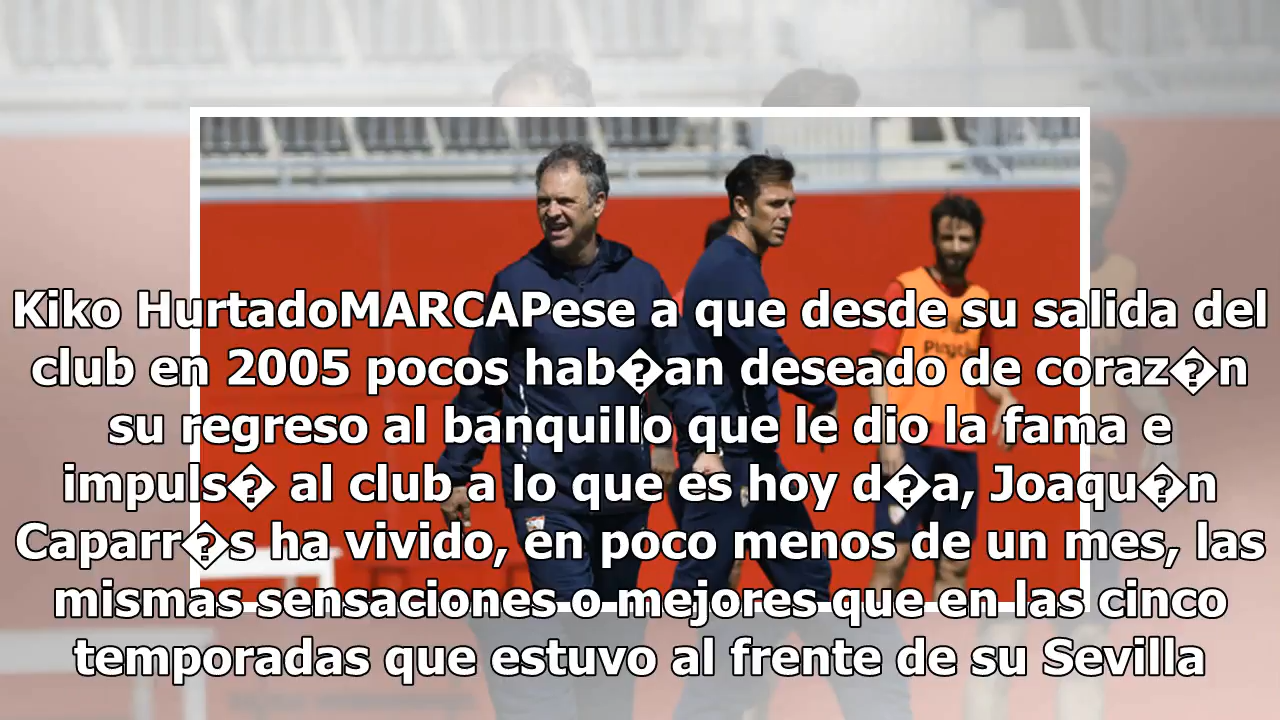 Kiko HurtadoMARCAPese a que desde su salida del
club en 2005 pocos hab�an deseado de coraz�n
su regreso al banquillo que le dio la fama e
impuls� al club a lo que es hoy d�a, Joaqu�n
Caparr�s ha vivido, en poco menos de un mes, las
mismas sensaciones o mejores que en las cinco
temporadas que estuvo al frente de su Sevilla